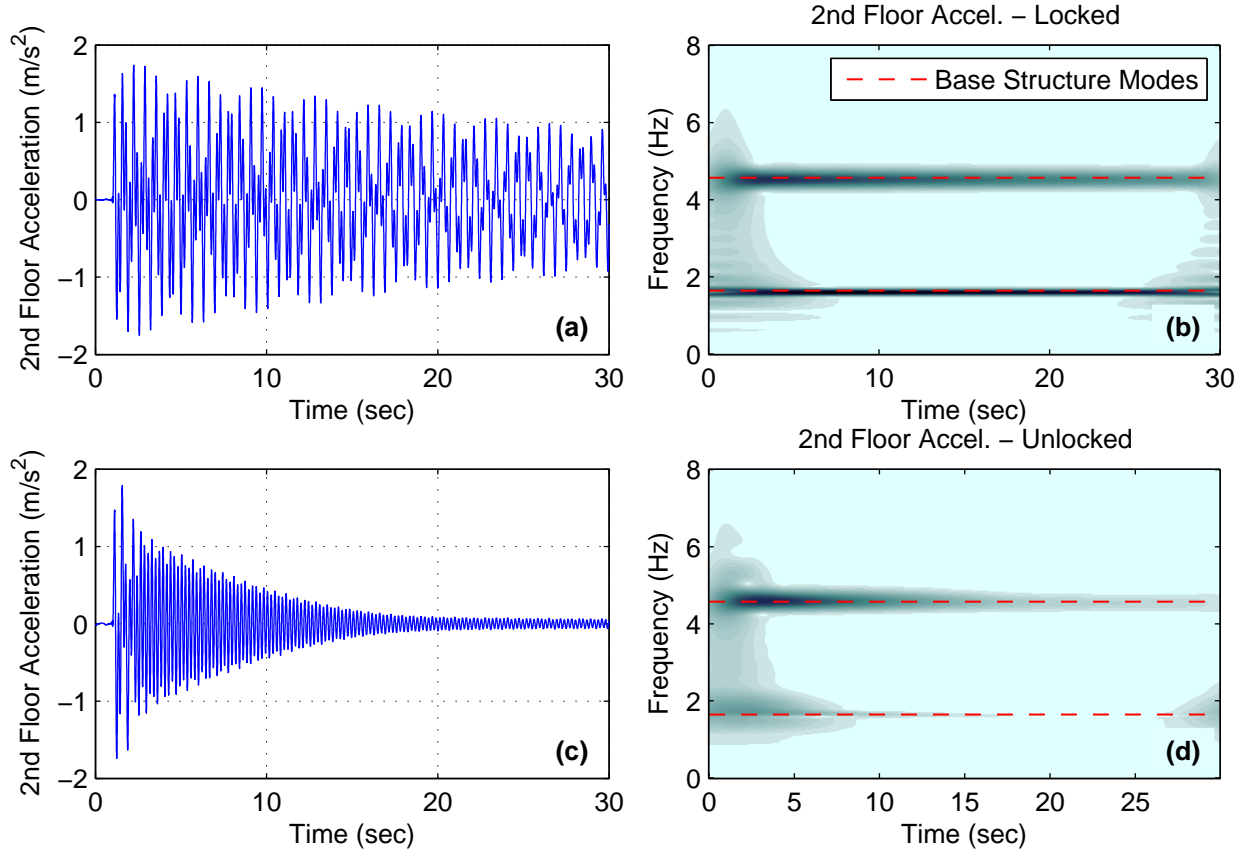 2nd Floor Accel. − Locked
2nd Floor Acceleration (m/s²)
2
1
0
−1
−2
0
10
20
30
Time (sec)
(a)
Frequency (Hz)
8
6
4
2
0
0
5
10
15
20
25
30
Time (sec)
Base Structure Modes
(b)
2nd Floor Accel. − Unlocked
2nd Floor Acceleration (m/s²)
2
1
0
−1
−2
0
10
20
30
Time (sec)
(c)
Frequency (Hz)
8
6
4
2
0
0
5
10
15
20
25
Time (sec)
(d)